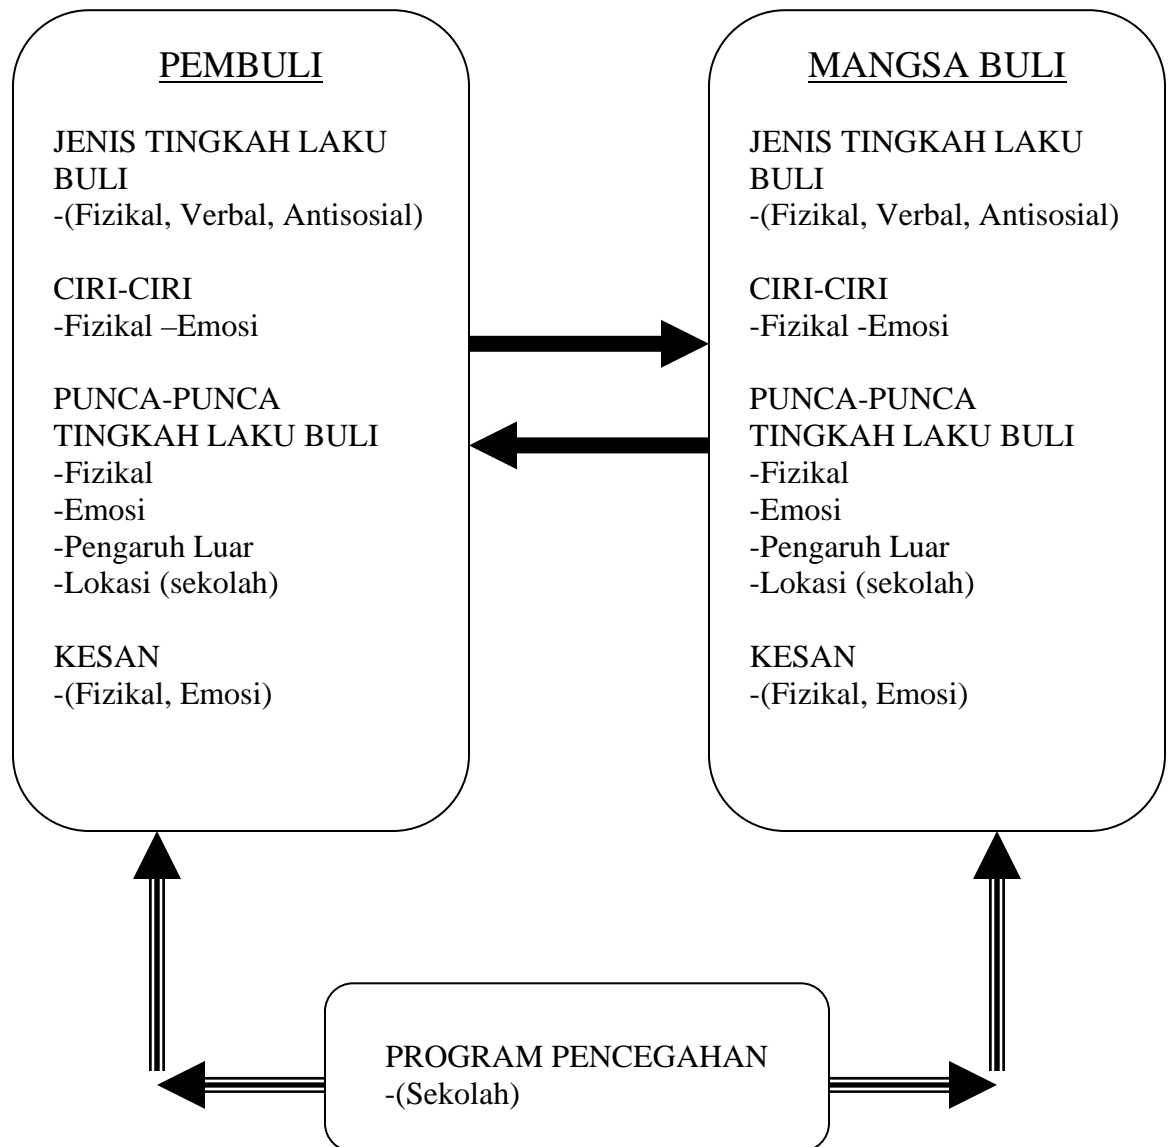 PEMBULI
JENIS TINGKAH LAKU
BULI
-(Fizikal, Verbal, Antisosial)
CIRI-CIRI
-Fizikal –Emosi
PUNCA-PUNCA
TINGKAH LAKU BULI
-Fizikal
-Emosi
-Pengaruh Luar
-Lokasi (sekolah)
KESAN
-(Fizikal, Emosi)
MANGSA BULI
JENIS TINGKAH LAKU
BULI
-(Fizikal, Verbal, Antisosial)
CIRI-CIRI
-Fizikal -Emosi
PUNCA-PUNCA
TINGKAH LAKU BULI
-Fizikal
-Emosi
-Pengaruh Luar
-Lokasi (sekolah)
KESAN
-(Fizikal, Emosi)
PROGRAM PENCEGAHAN
-(Sekolah)